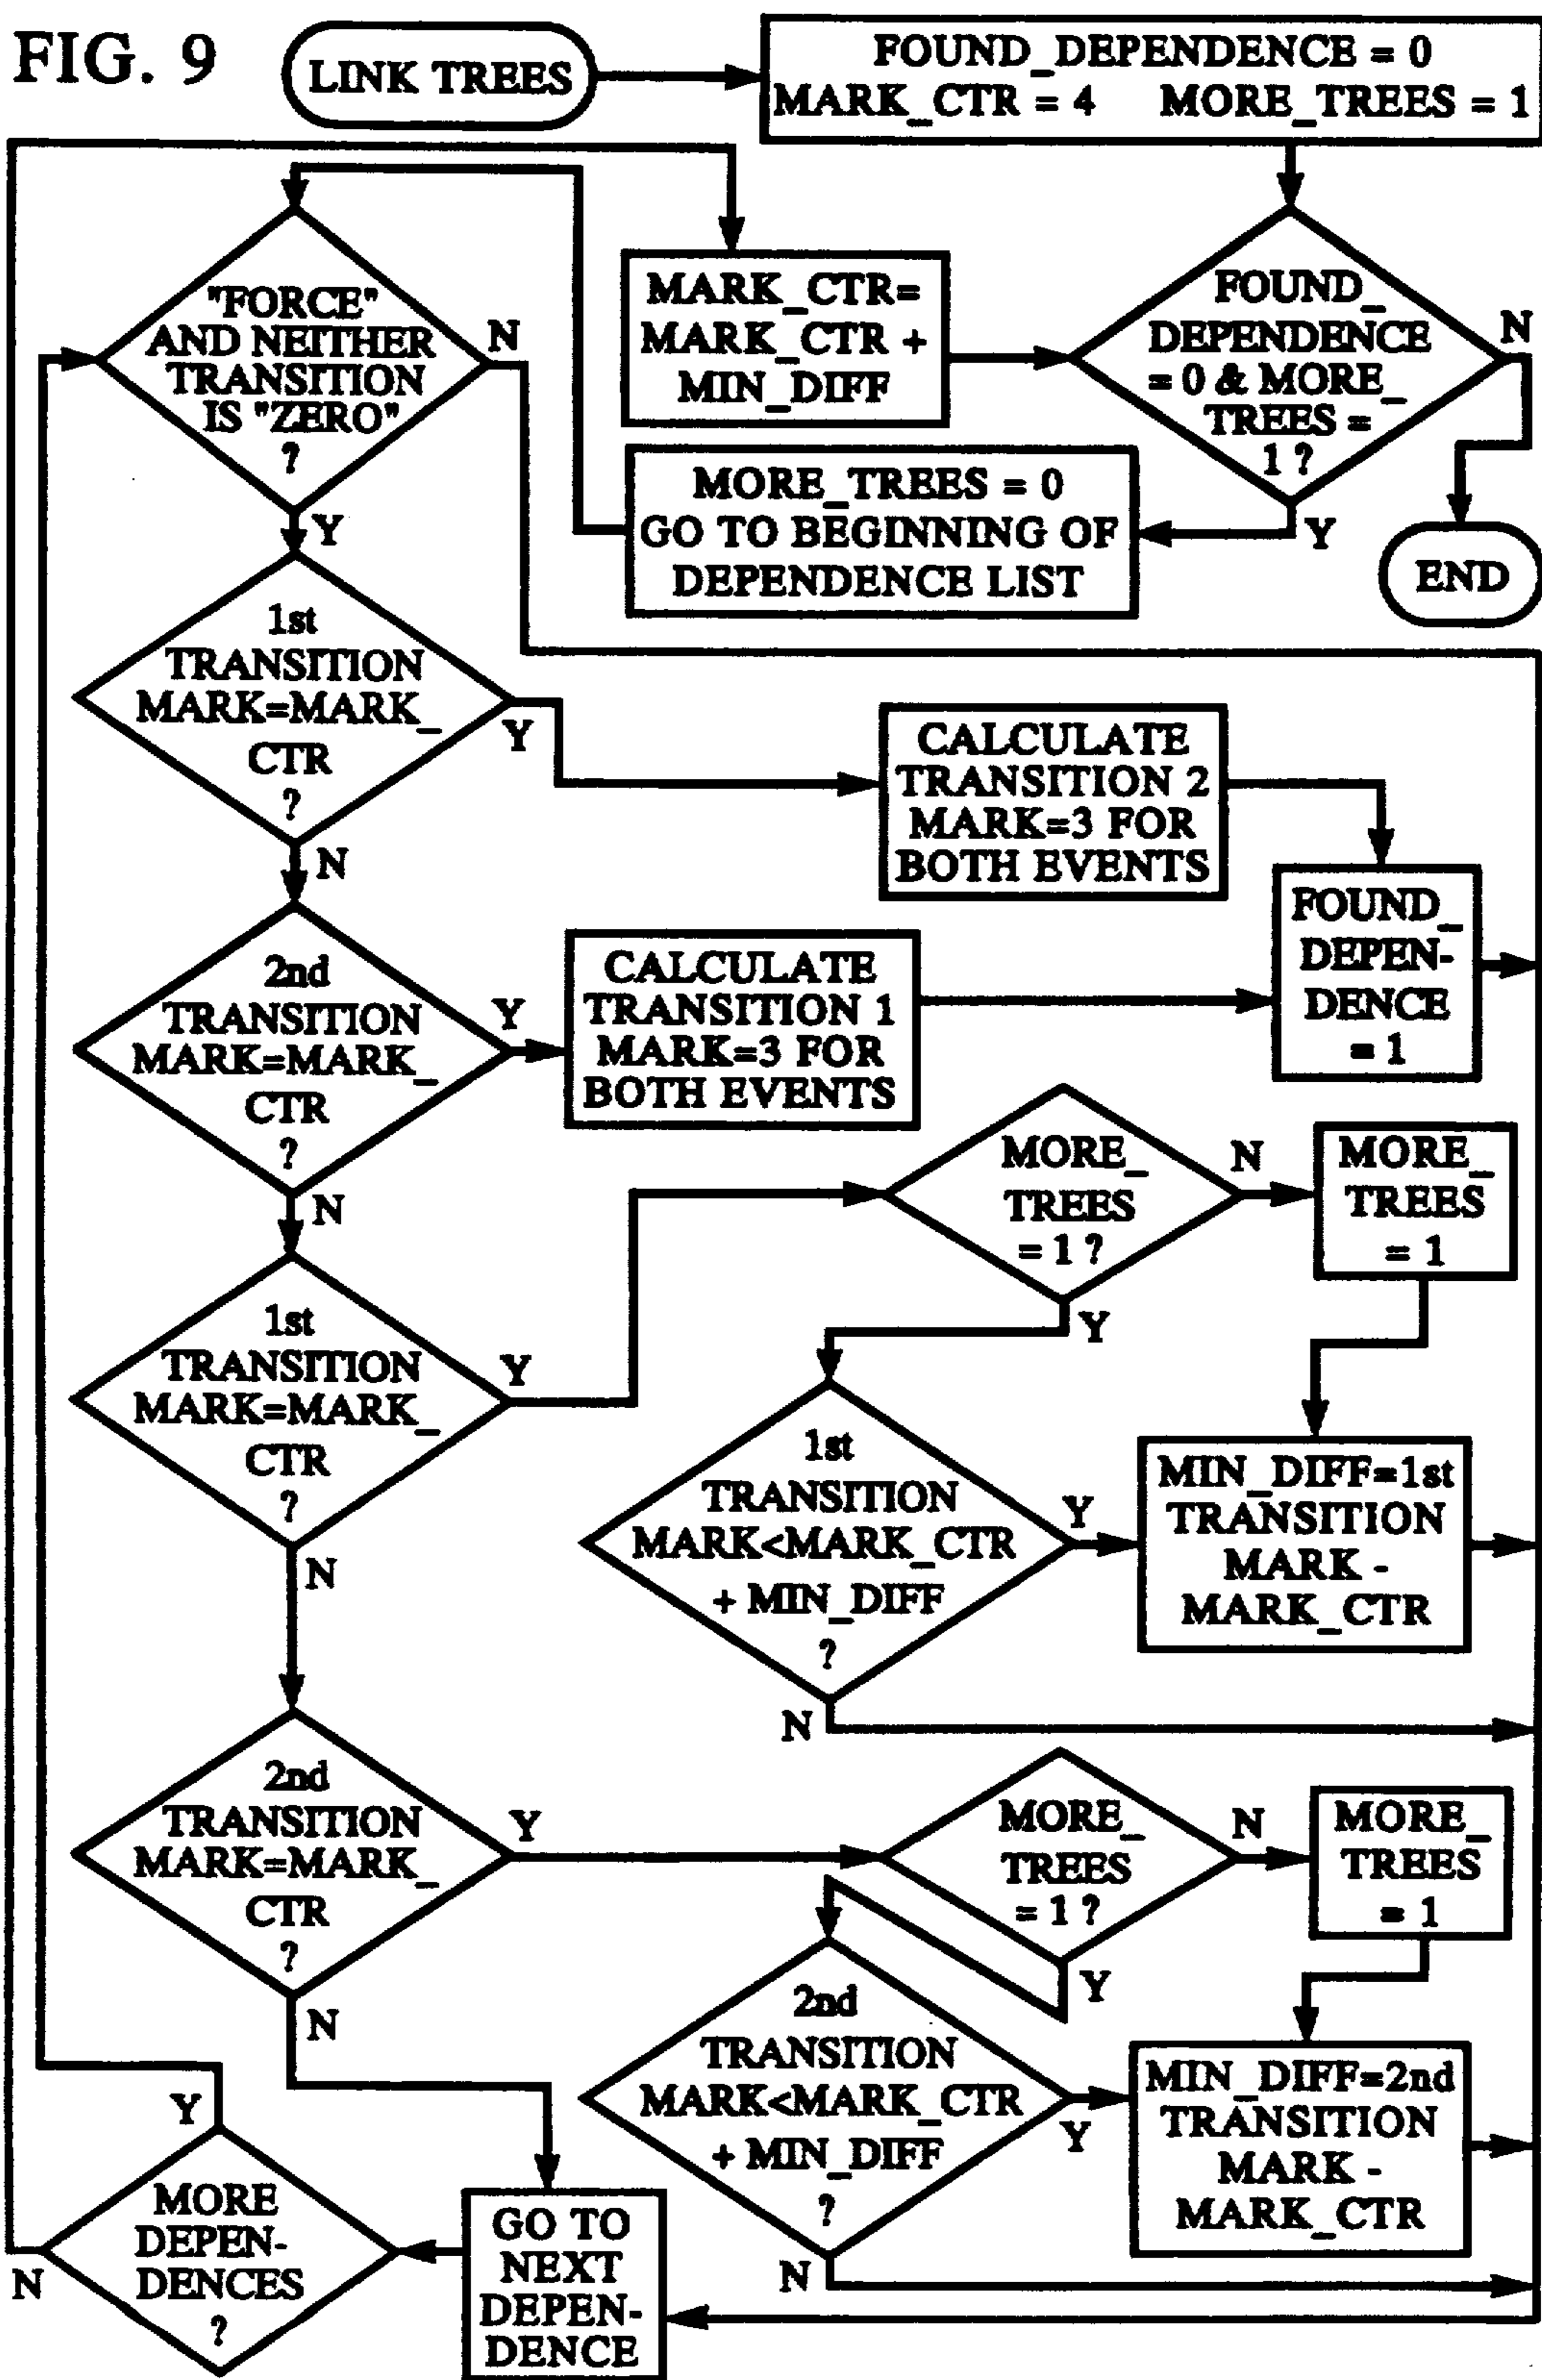 FIG. 9
LINK TREES
FOUND_DEPENDENCE = 0
MARK_CTR = 4 MORE_TREES = 1
"FORCE"
AND NEITHER
TRANSITION
IS "ZERO"
?
N
Y
MARK_CTR=
MARK_CTR +
MIN_DIFF
FOUND_
DEPENDENCE
= 0 & MORE_
TREES =
1 ?
N
Y
END
MORE_TREES = 0
GO TO BEGINNING OF
DEPENDENCE LIST
1st
TRANSITION
MARK=MARK_
CTR
?
Y
N
CALCULATE
TRANSITION 2
MARK=3 FOR
BOTH EVENTS
FOUND_
DEPEN-
DENCE
= 1
2nd
TRANSITION
MARK=MARK_
CTR
?
Y
N
CALCULATE
TRANSITION 1
MARK=3 FOR
BOTH EVENTS
MORE_
TREES
= 1 ?
N
Y
MORE_
TREES
= 1
1st
TRANSITION
MARK=MARK_
CTR
?
Y
N
1st
TRANSITION
MARK<MARK_CTR
+ MIN_DIFF
?
Y
N
MIN_DIFF=1st
TRANSITION
MARK -
MARK_CTR
2nd
TRANSITION
MARK=MARK_
CTR
?
Y
N
MORE_
TREES
= 1 ?
N
Y
MORE_
TREES
= 1
2nd
TRANSITION
MARK<MARK_CTR
+ MIN_DIFF
?
Y
N
MIN_DIFF=2nd
TRANSITION
MARK -
MARK_CTR
Y
MORE
DEPEN-
DENCES
?
N
GO TO
NEXT
DEPEN-
DENCE